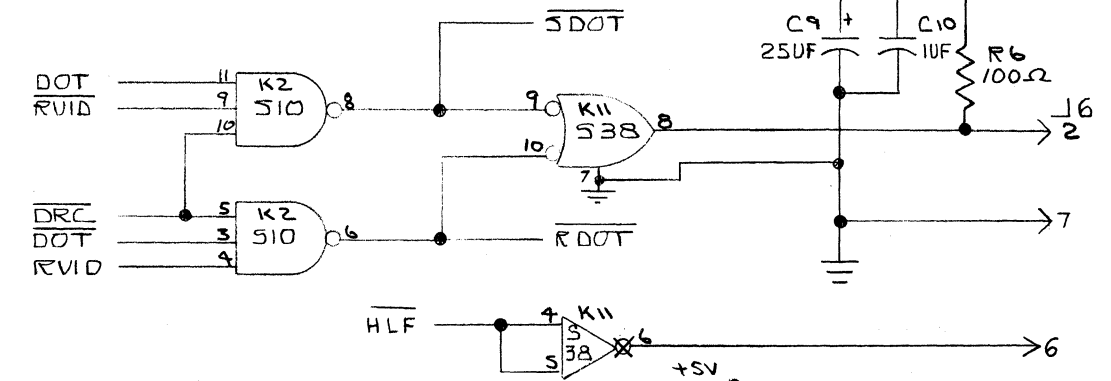 SDOT
C9
+
C10
25UF
1UF
R6
100Ω
DOT
11
K2
RVID
9
S10
8
10
9
K11
S38
8
J6
2
10
7
DRC
5
K2
DOT
3
S10
6
RVID
4
RDOT
7
HLF
4
K11
S
38
5
6
6
+5V